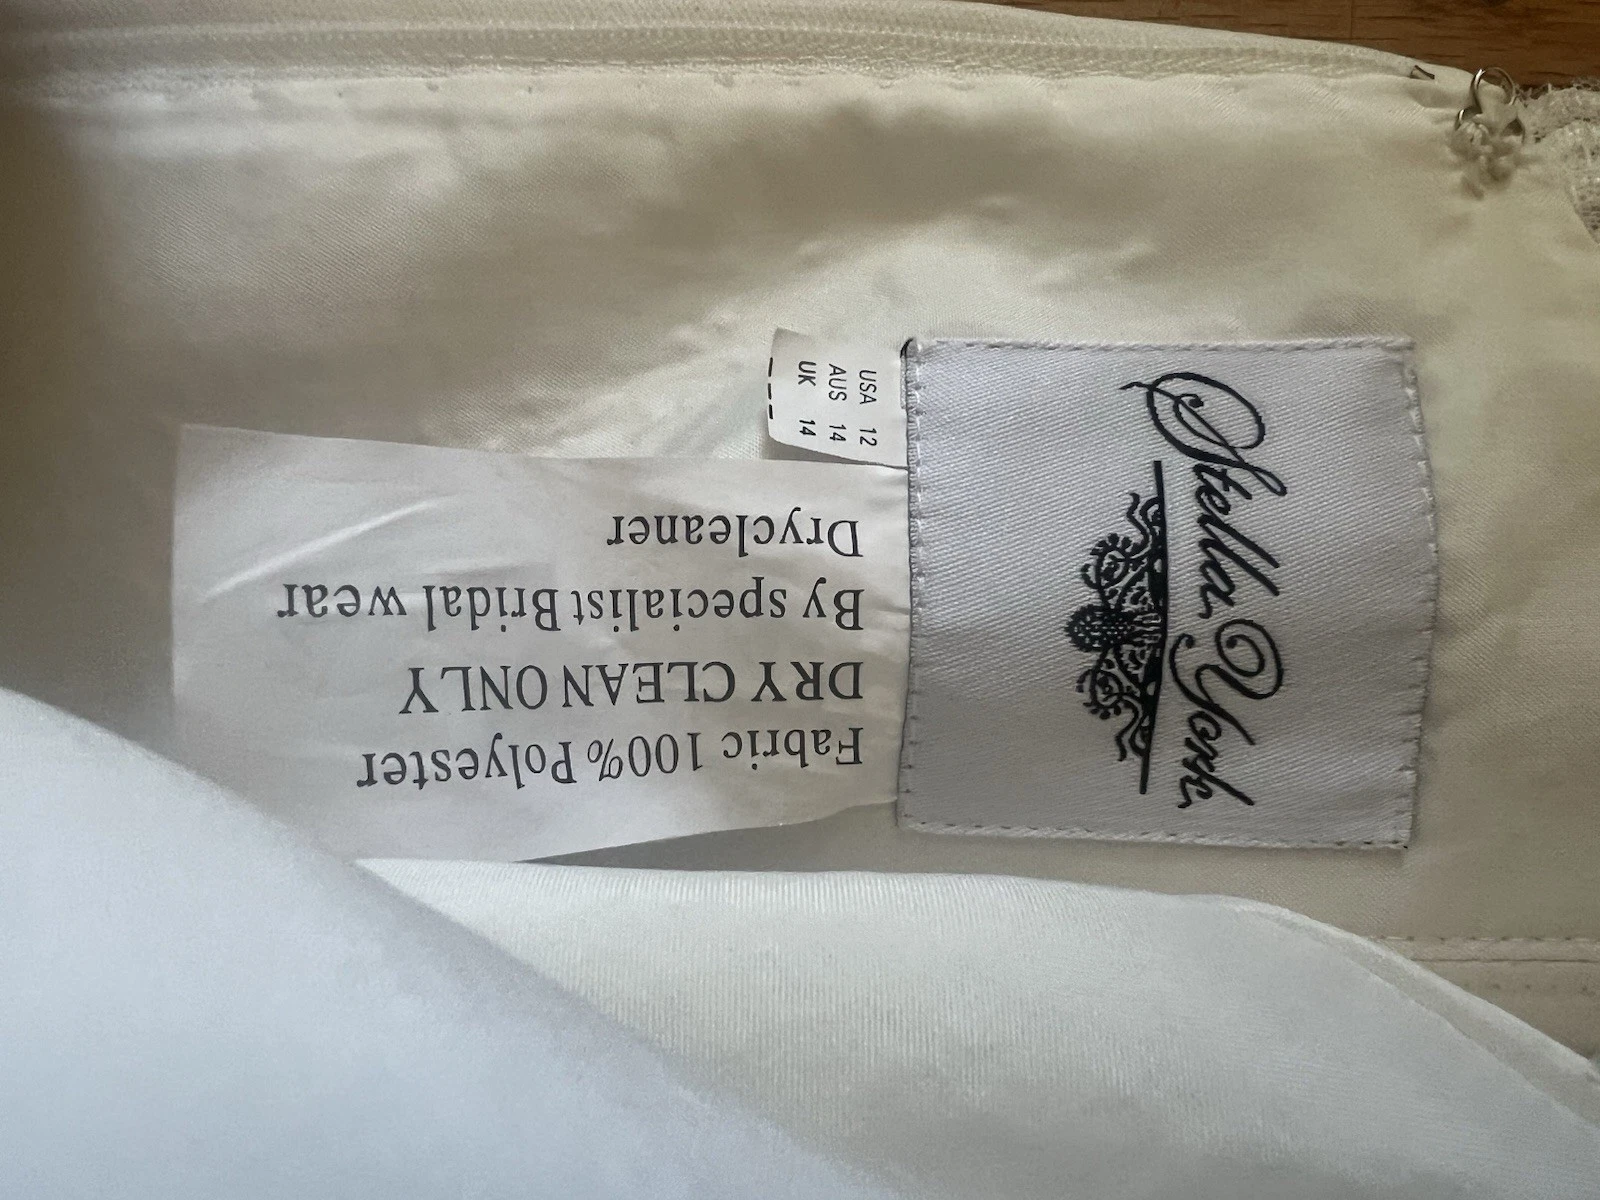 Stella York
USA 12
AUS 14
UK 14
Fabric 100% Polyester
DRY CLEAN ONLY
By specialist Bridal wear
Drycleaner